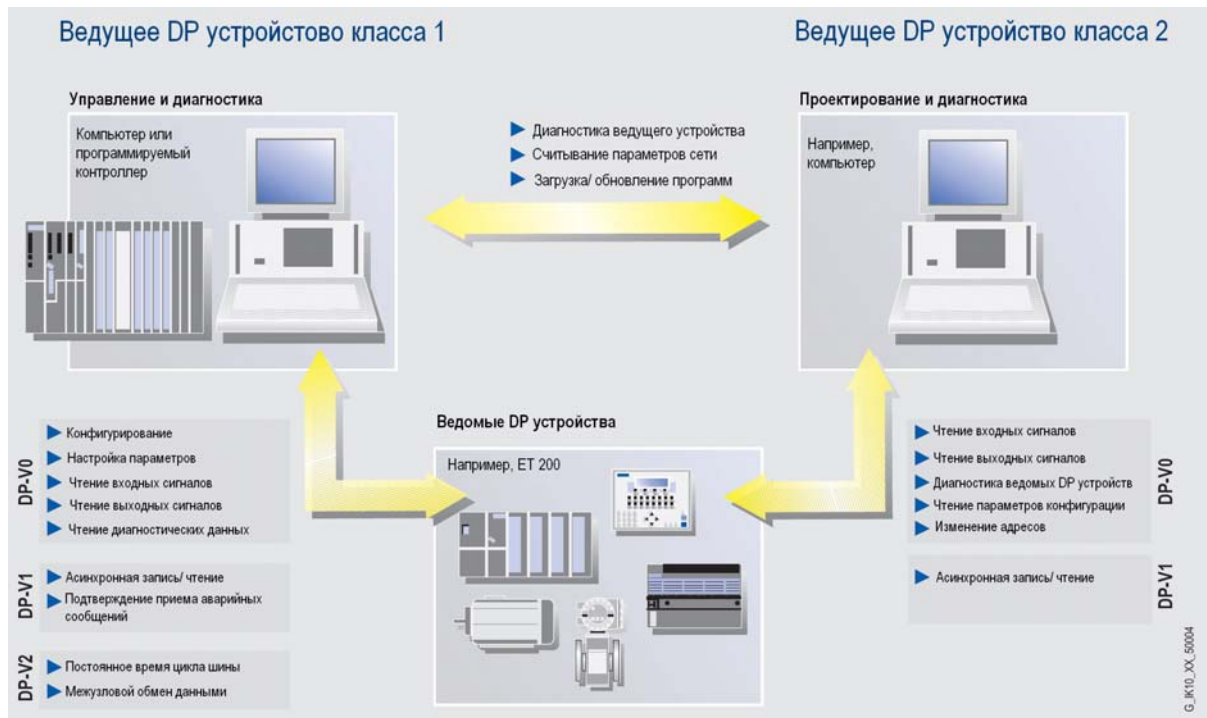 Ведущее DP устройстово класса 1
Ведущее DP устройство класса 2
Управление и диагностика
Компьютер или
программируемый
контроллер
Диагностика ведущего устройства
Считывание параметров сети
Загрузка/ обновление программ
Проектирование и диагностика
Например,
компьютер
DP-V0
Конфигурирование
Настройка параметров
Чтение входных сигналов
Чтение выходных сигналов
Чтение диагностических данных
DP-V1
Асинхронная запись/ чтение
Подтверждение приема аварийных
сообщений
DP-V2
Постоянное время цикла шины
Межузловой обмен данными
Ведомые DP устройства
Например, ET 200
Чтение входных сигналов
Чтение выходных сигналов
Диагностика ведомых DP устройств
Чтение параметров конфигурации
Изменение адресов
DP-V0
Асинхронная запись/ чтение
DP-V1
G_IK10_XX_50004